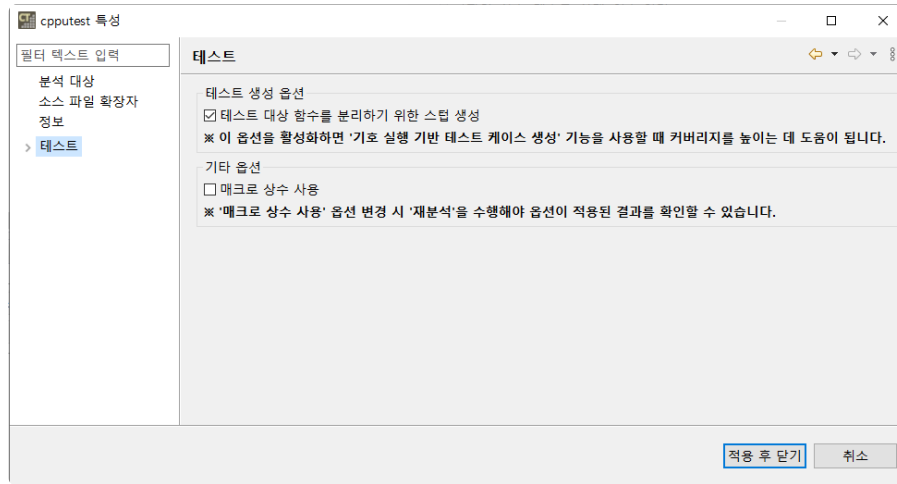 CT cpputest 특성
필터 텍스트 입력
분석 대상
소스 파일 확장자
정보
테스트
테스트
테스트 생성 옵션
테스트 대상 함수를 분리하기 위한 스텁 생성
※ 이 옵션을 활성화하면 '기호 실행 기반 테스트 케이스 생성' 기능을 사용할 때 커버리지를 높이는 데 도움이 됩니다.
기타 옵션
매크로 상수 사용
※ '매크로 상수 사용' 옵션 변경 시 '재분석'을 수행해야 옵션이 적용된 결과를 확인할 수 있습니다.
적용 후 닫기
취소